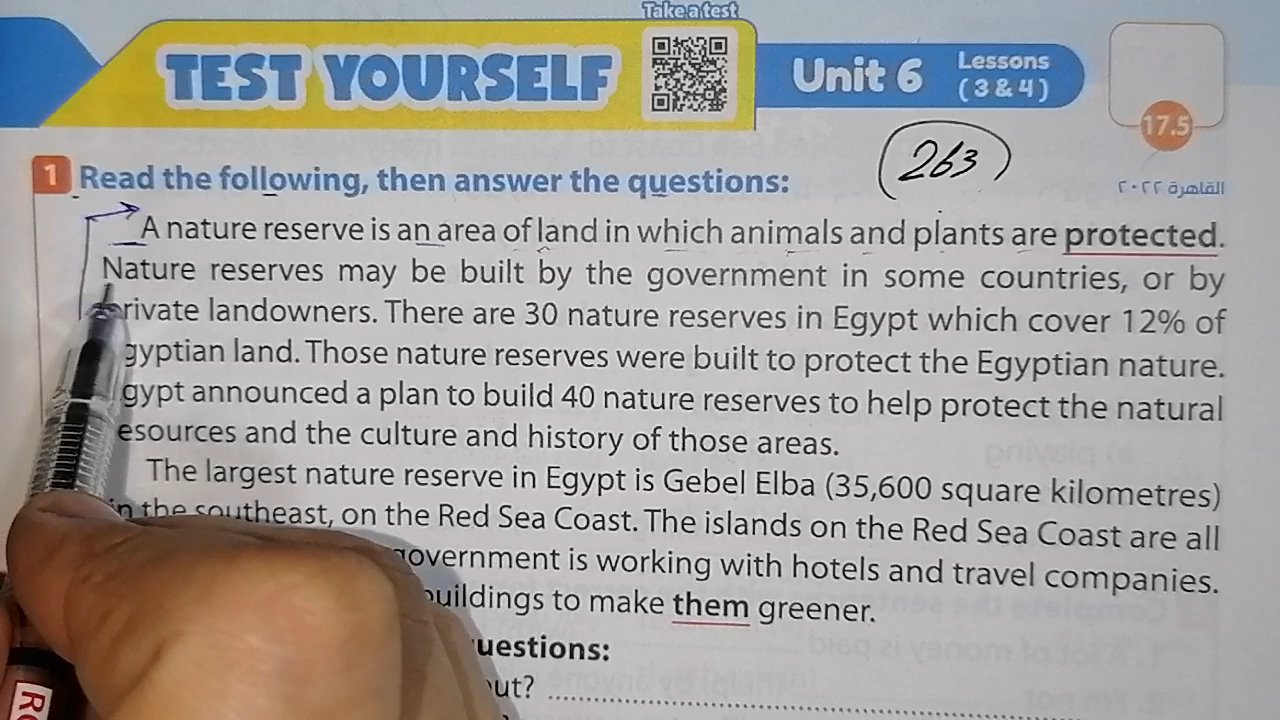 Take a test
TEST YOURSELF
Unit 6 Lessons
(3 & 4)
17.5
263
1 Read the following, then answer the questions:
القاهرة ٢٠٢٢
A nature reserve is an area of land in which animals and plants are protected.
Nature reserves may be built by the government in some countries, or by
private landowners. There are 30 nature reserves in Egypt which cover 12% of
gyptian land. Those nature reserves were built to protect the Egyptian nature.
gypt announced a plan to build 40 nature reserves to help protect the natural
esources and the culture and history of those areas.
The largest nature reserve in Egypt is Gebel Elba (35,600 square kilometres)
in the southeast, on the Red Sea Coast. The islands on the Red Sea Coast are all
government is working with hotels and travel companies.
buildings to make them greener.
uestions:
ut?